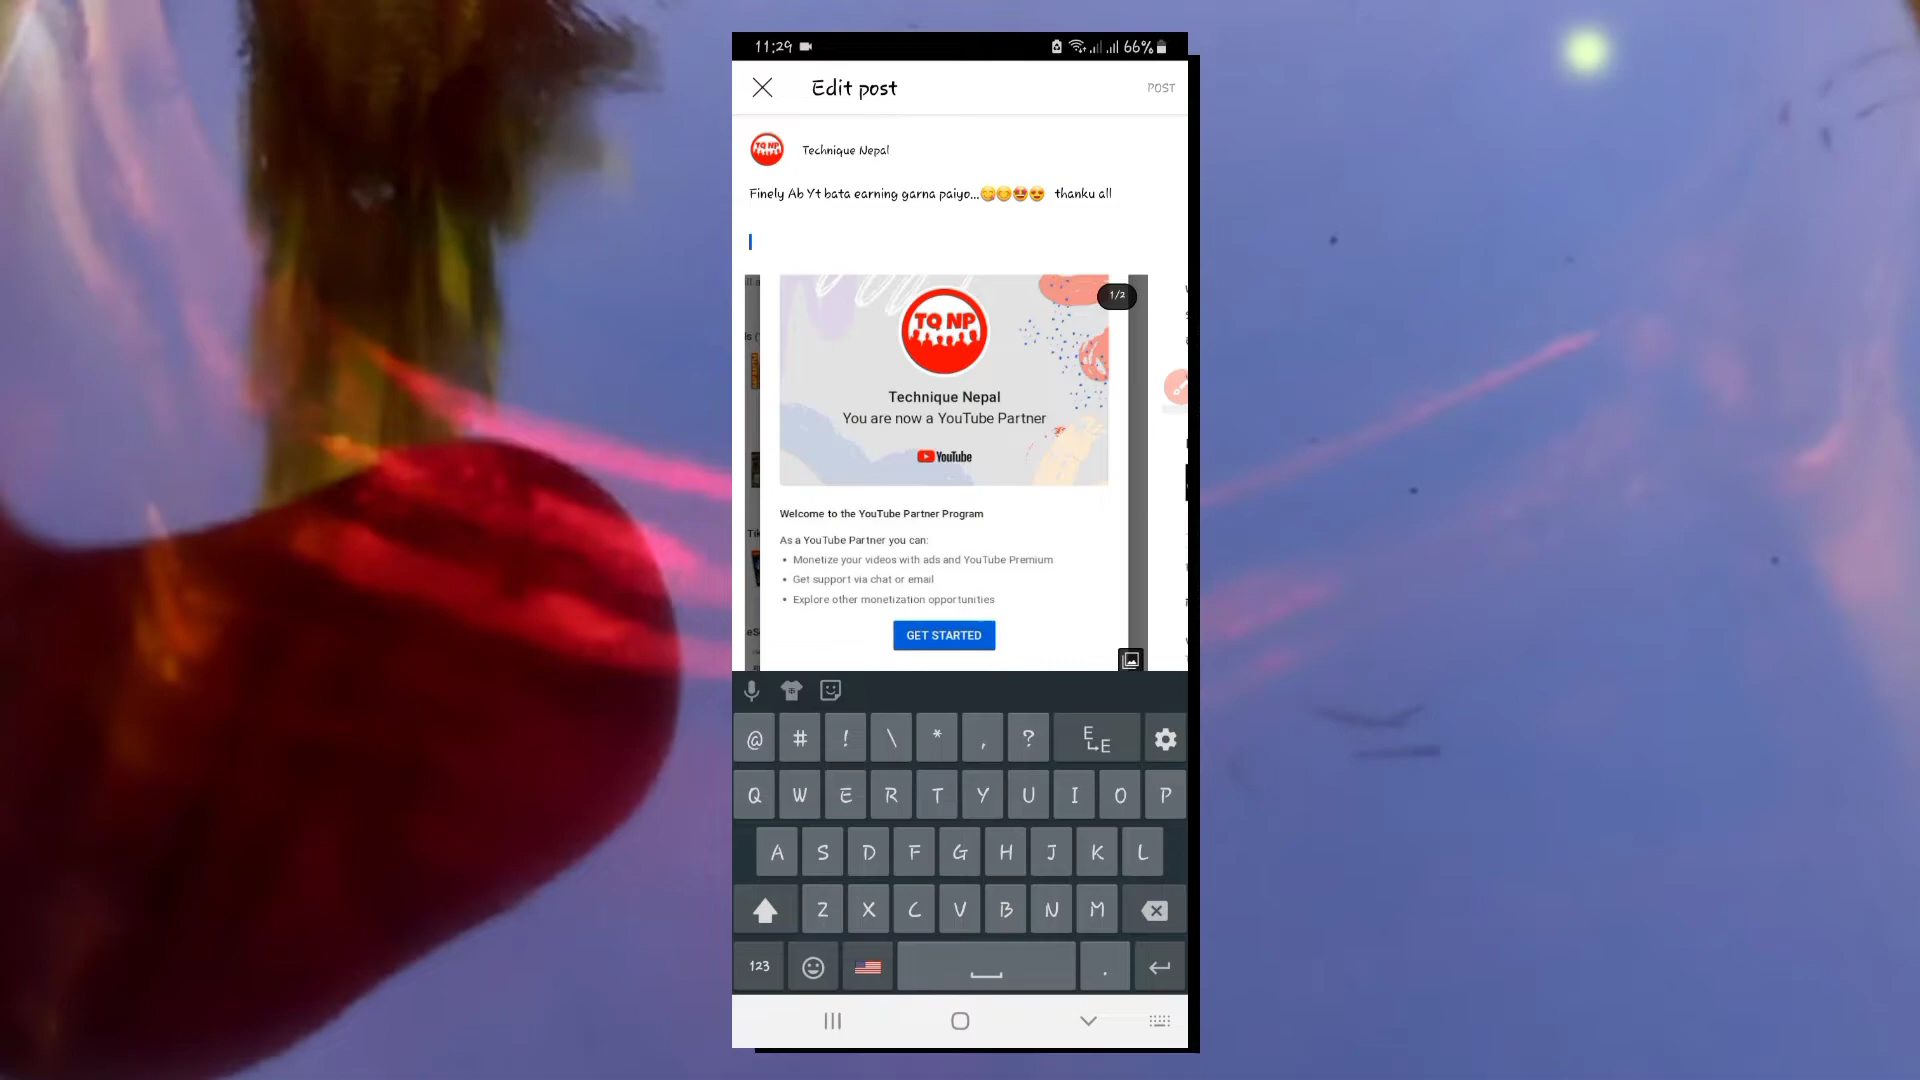 11:29
66%
Edit post
POST
TQ NP
Technique Nepal
Finely Ab Yt bata earning garna paiyo...😋😊🤩😍 thanku all
1/2
TQ NP
Technique Nepal
You are now a YouTube Partner
YouTube
Welcome to the YouTube Partner Program
As a YouTube Partner you can:
• Monetize your videos with ads and YouTube Premium
• Get support via chat or email
• Explore other monetization opportunities
GET STARTED
@ # ! \ * , ? E E
Q W E R T Y U I O P
A S D F G H J K L
Z X C V B N M
123 .